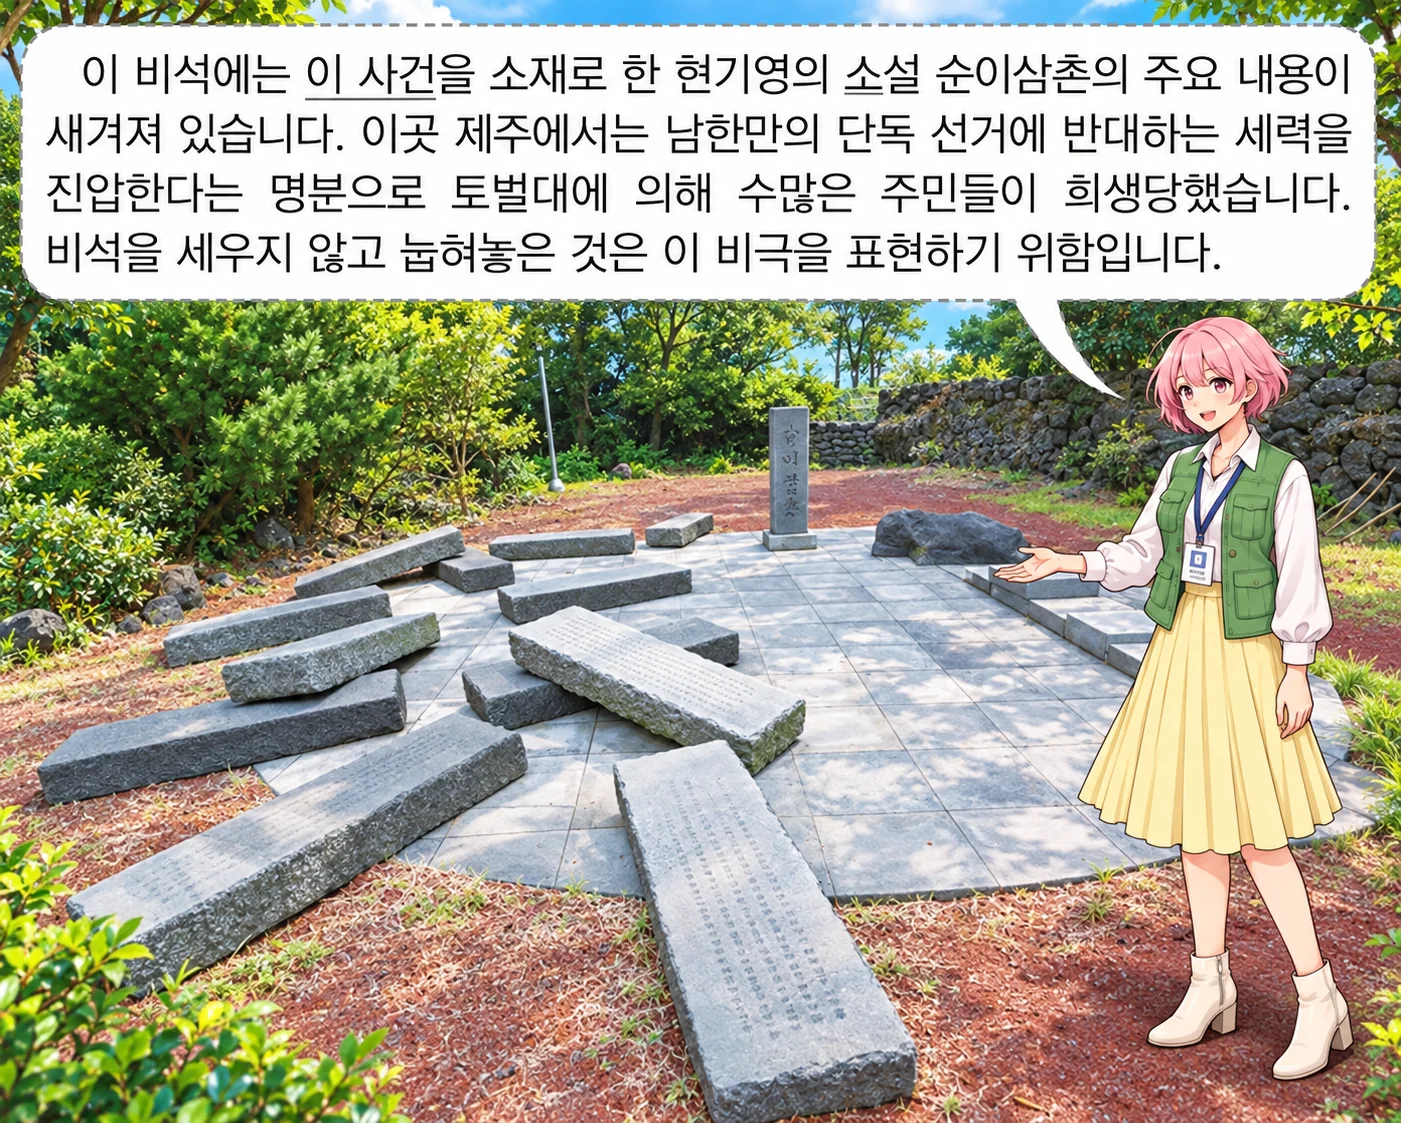 이 비석에는 이 사건을 소재로 한 현기영의 소설 순이삼촌의 주요 내용이
새겨져 있습니다. 이곳 제주에서는 남한만의 단독 선거에 반대하는 세력을
진압한다는 명분으로 토벌대에 의해 수많은 주민들이 희생당했습니다.
비석을 세우지 않고 눕혀놓은 것은 이 비극을 표현하기 위함입니다.